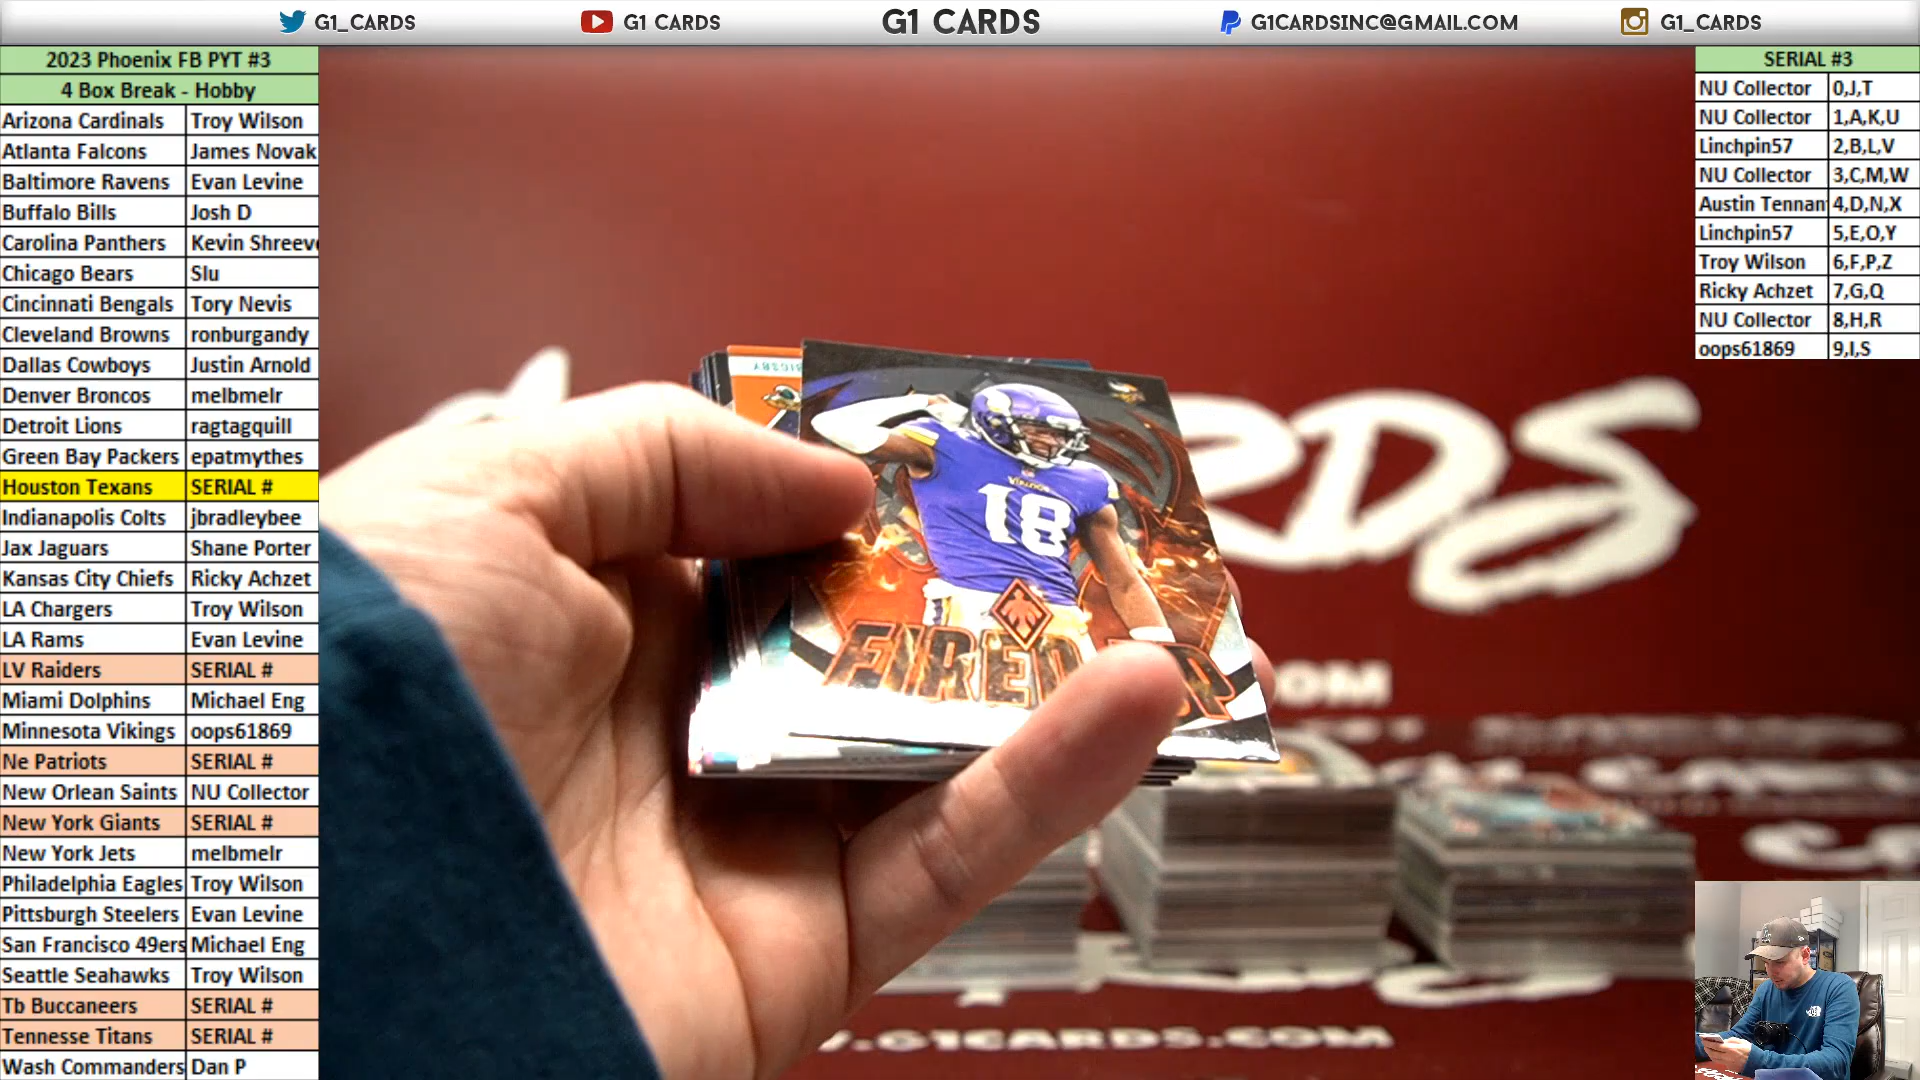 G1_CARDS G1 CARDS G1 CARDS G1CARDSINC@GMAIL.COM G1_CARDS
2023 Phoenix FB PYT #3
4 Box Break - Hobby
Arizona Cardinals Troy Wilson
Atlanta Falcons James Novak
Baltimore Ravens Evan Levine
Buffalo Bills Josh D
Carolina Panthers Kevin Shreeve
Chicago Bears Slu
Cincinnati Bengals Tory Nevis
Cleveland Browns ronburgandy
Dallas Cowboys Justin Arnold
Denver Broncos melbmelr
Detroit Lions ragtagquill
Green Bay Packers epatmythes
Houston Texans SERIAL #
Indianapolis Colts jbradleybee
Jax Jaguars Shane Porter
Kansas City Chiefs Ricky Achzet
LA Chargers Troy Wilson
LA Rams Evan Levine
LV Raiders SERIAL #
Miami Dolphins Michael Eng
Minnesota Vikings oops61869
Ne Patriots SERIAL #
New Orlean Saints NU Collector
New York Giants SERIAL #
New York Jets melbmelr
Philadelphia Eagles Troy Wilson
Pittsburgh Steelers Evan Levine
San Francisco 49ers Michael Eng
Seattle Seahawks Troy Wilson
Tb Buccaneers SERIAL #
Tennesse Titans SERIAL #
Wash Commanders Dan P
SERIAL #3
NU Collector 0,J,T
NU Collector 1,A,K,U
Linchpin57 2,B,L,V
NU Collector 3,C,M,W
Austin Tennan 4,D,N,X
Linchpin57 5,E,O,Y
Troy Wilson 6,F,P,Z
Ricky Achzet 7,G,Q
NU Collector 8,H,R
oops61869 9,I,S
BIGSBY
VIKINGS
18
FIRED UP
RDS
.G1CARDS.COM